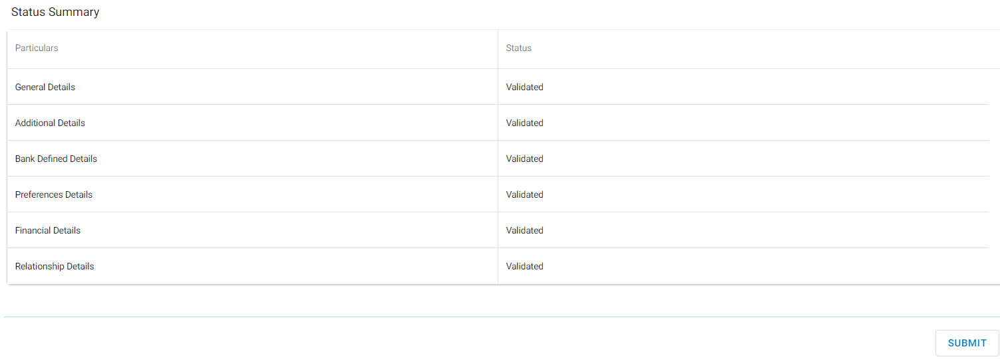 Status Summary
Particulars Status
General Details Validated
Additional Details Validated
Bank Defined Details Validated
Preferences Details Validated
Financial Details Validated
Relationship Details Validated
SUBMIT